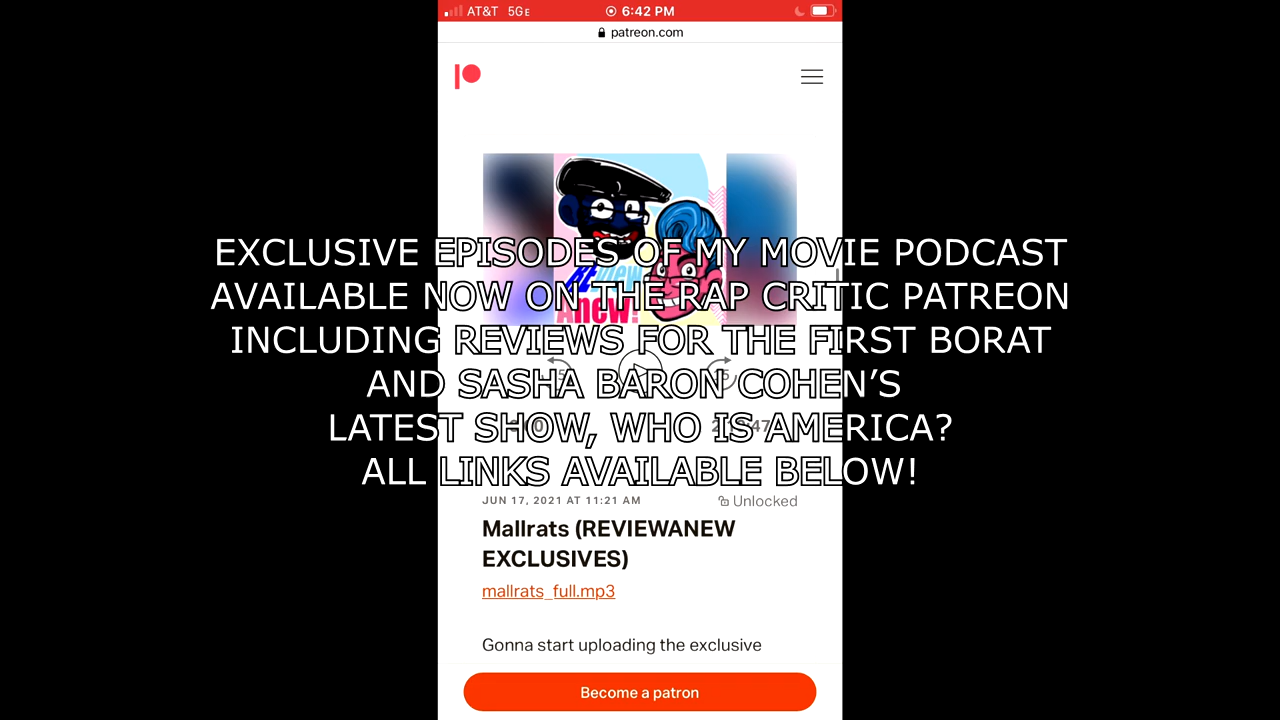 AT&T 5GE 6:42 PM
patreon.com
REVIEW
Anew!
EXCLUSIVE EPISODES OF MY MOVIE PODCAST
AVAILABLE NOW ON THE RAP CRITIC PATREON
INCLUDING REVIEWS FOR THE FIRST BORAT
AND SASHA BARON COHEN’S
LATEST SHOW, WHO IS AMERICA?
ALL LINKS AVAILABLE BELOW!
JUN 17, 2021 AT 11:21 AM Unlocked
Mallrats (REVIEWANEW
EXCLUSIVES)
mallrats_full.mp3
Gonna start uploading the exclusive
Become a patron